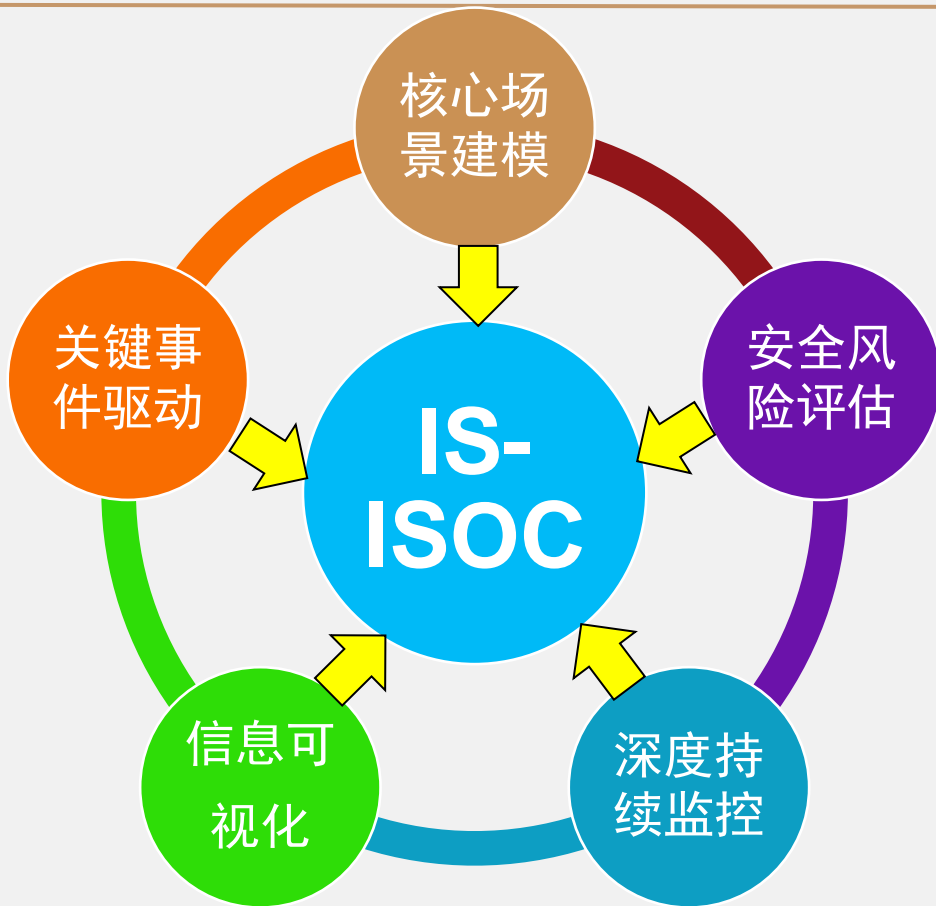 核心场
景建模
关键事
件驱动
安全风
险评估
IS-
ISOC
信息可
视化
深度持
续监控